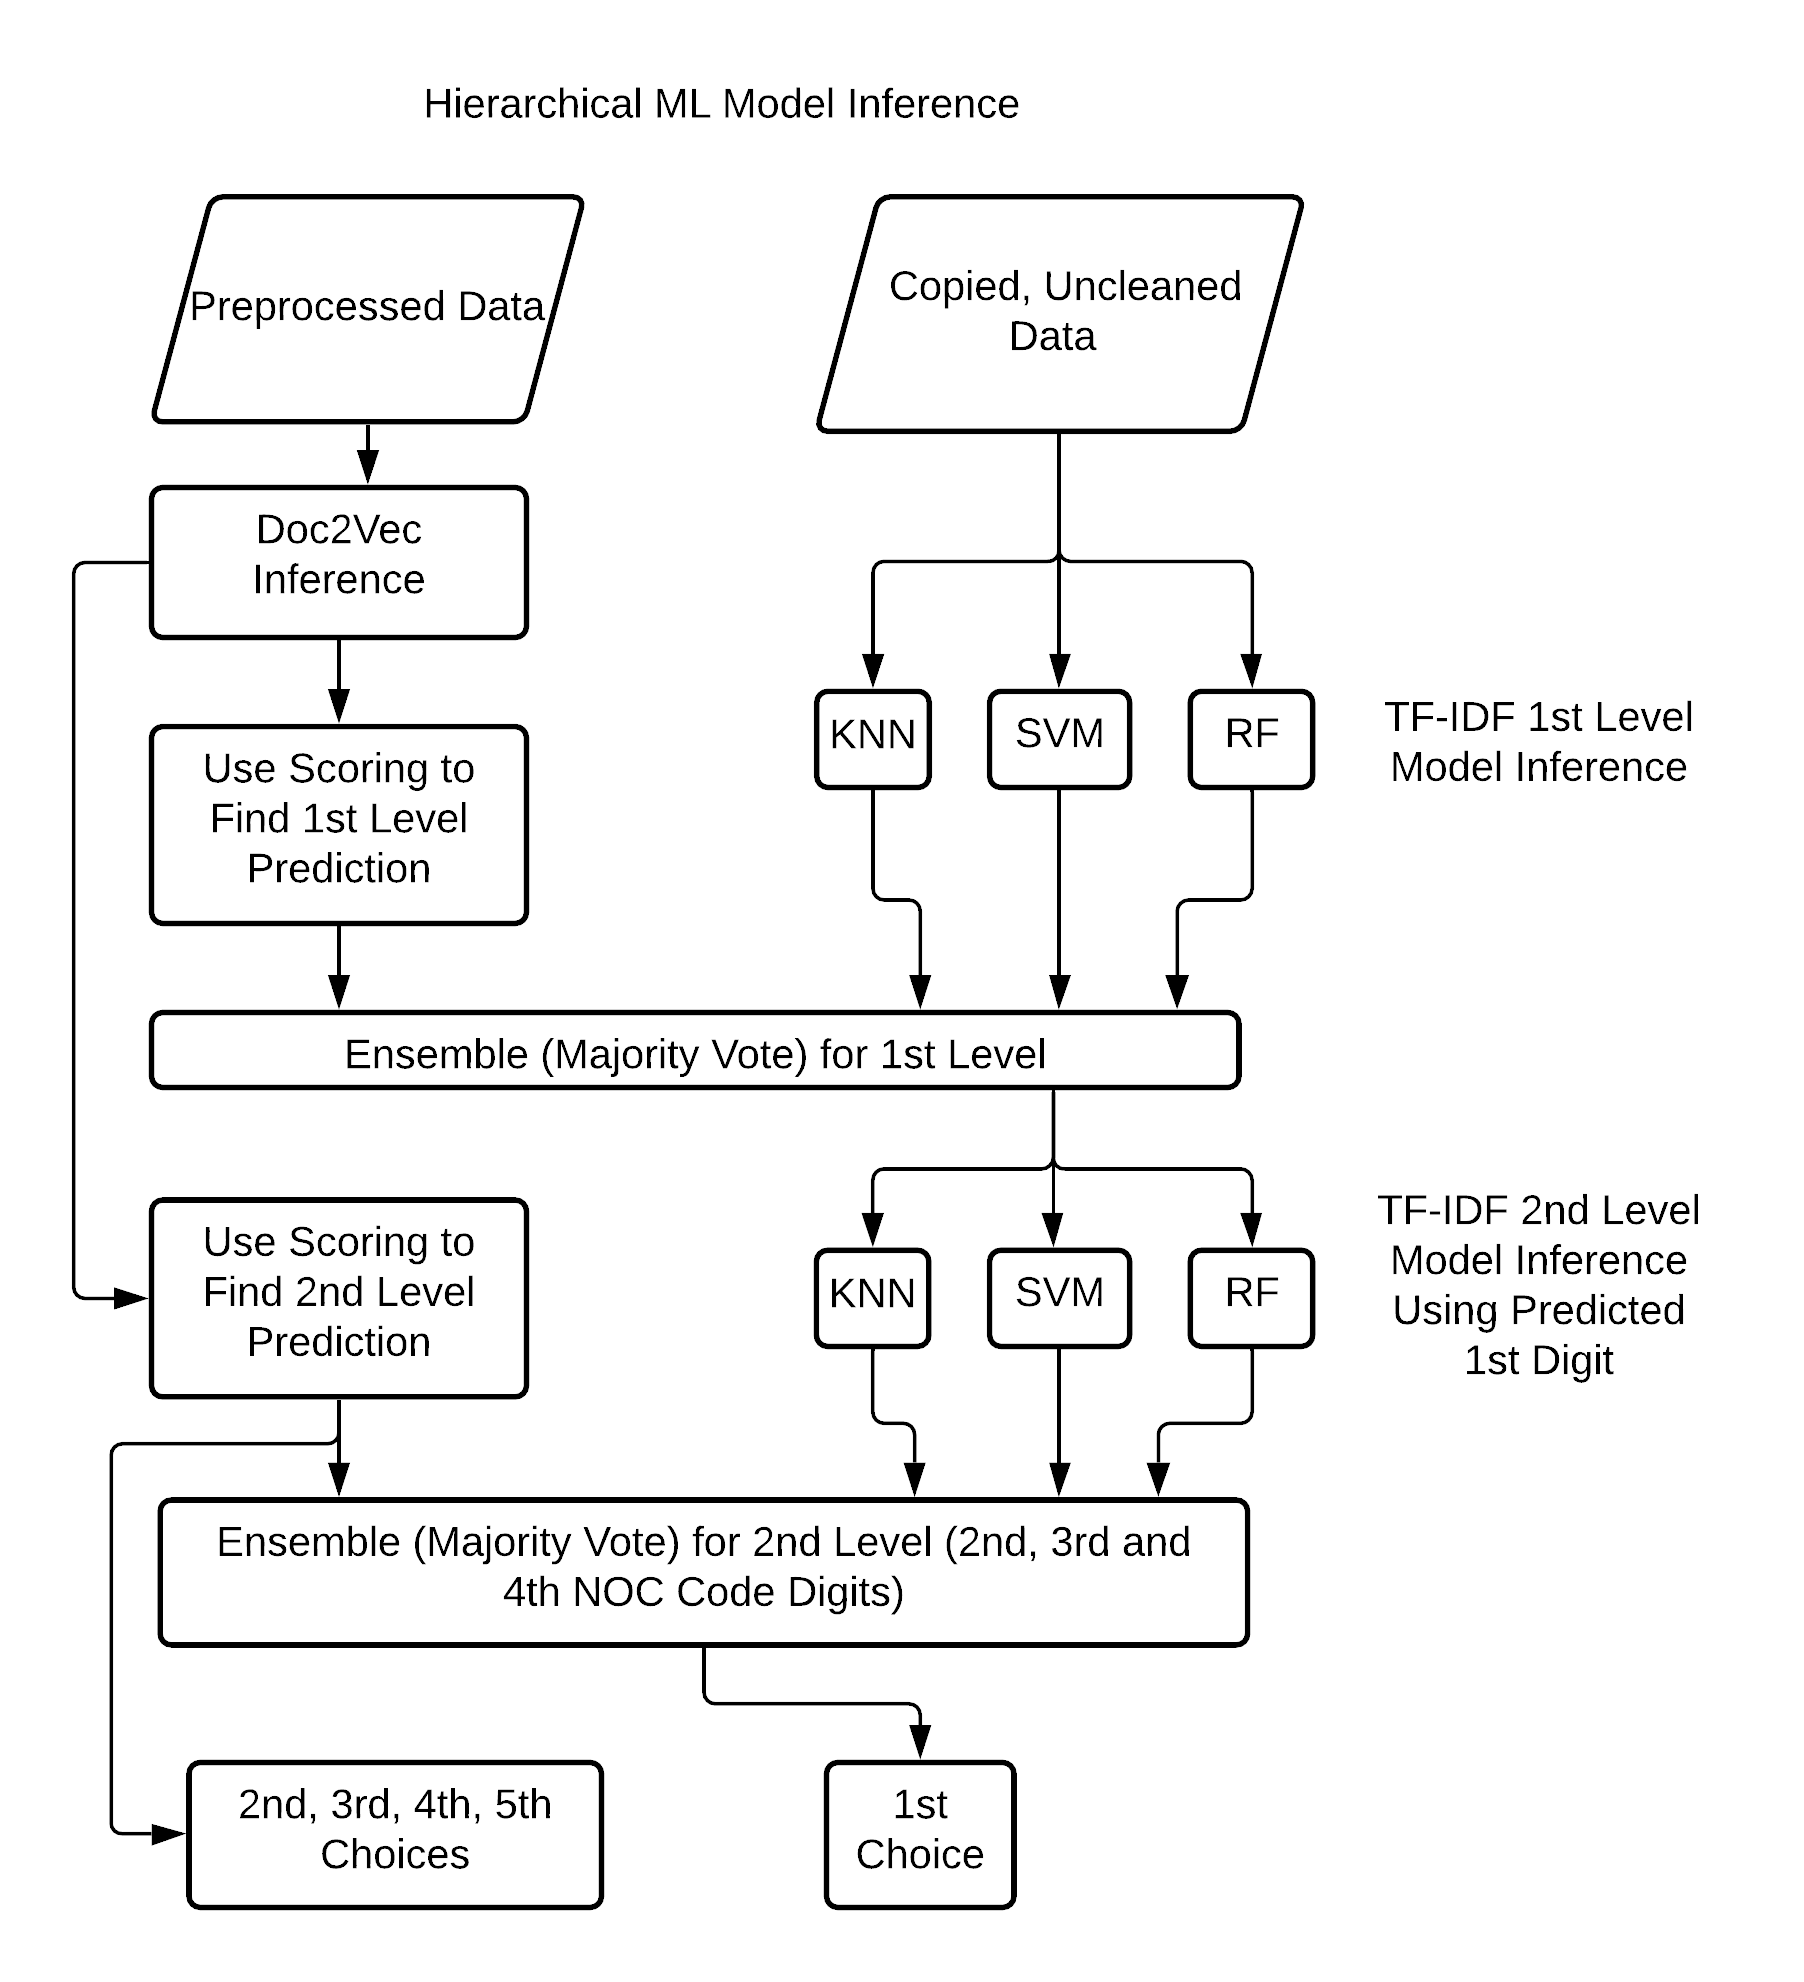 Hierarchical ML Model Inference
Preprocessed Data
Copied, Uncleaned
Data
Doc2Vec
Inference
KNN
SVM
RF
TF-IDF 1st Level
Model Inference
Use Scoring to
Find 1st Level
Prediction
Ensemble (Majority Vote) for 1st Level
Use Scoring to
Find 2nd Level
Prediction
KNN
SVM
RF
TF-IDF 2nd Level
Model Inference
Using Predicted
1st Digit
Ensemble (Majority Vote) for 2nd Level (2nd, 3rd and
4th NOC Code Digits)
2nd, 3rd, 4th, 5th
Choices
1st
Choice